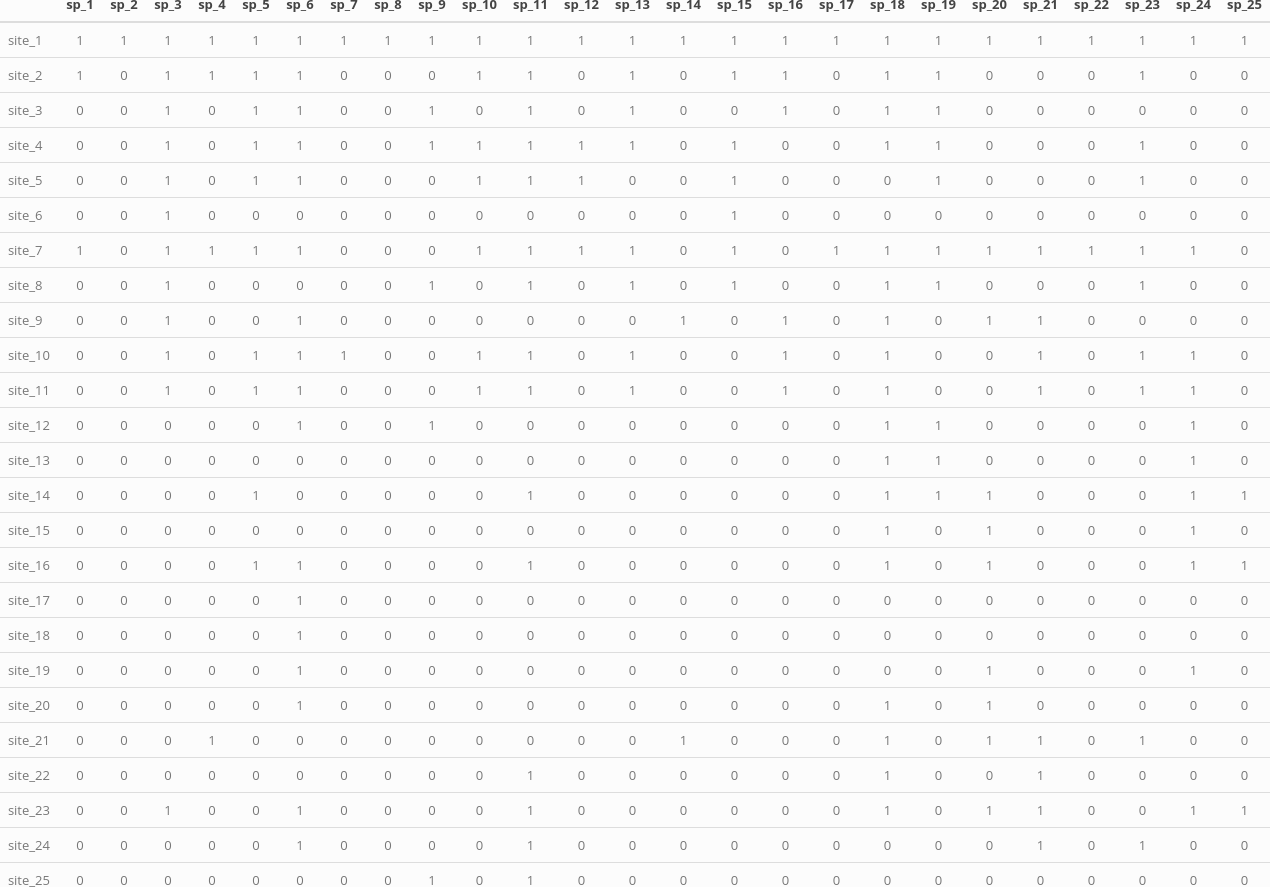 sp_1 sp_2 sp_3 sp_4 sp_5 sp_6 sp_7 sp_8 sp_9 sp_10 sp_11 sp_12 sp_13 sp_14 sp_15 sp_16 sp_17 sp_18 sp_19 sp_20 sp_21 sp_22 sp_23 sp_24 sp_25
site_1 1 1 1 1 1 1 1 1 1 1 1 1 1 1 1 1 1 1 1 1 1 1 1 1 1
site_2 1 0 1 1 1 1 0 0 0 1 1 0 1 0 1 1 0 1 1 0 0 0 1 0 0
site_3 0 0 1 0 1 1 0 0 1 0 1 0 1 0 0 1 0 1 1 0 0 0 0 0 0
site_4 0 0 1 0 1 1 0 0 1 1 1 1 1 0 1 0 0 1 1 0 0 0 1 0 0
site_5 0 0 1 0 1 1 0 0 0 1 1 1 0 0 1 0 0 0 1 0 0 0 1 0 0
site_6 0 0 1 0 0 0 0 0 0 0 0 0 0 0 1 0 0 0 0 0 0 0 0 0 0
site_7 1 0 1 1 1 1 0 0 0 1 1 1 1 0 1 0 1 1 1 1 1 1 1 1 0
site_8 0 0 1 0 0 0 0 0 1 0 1 0 1 0 1 0 0 1 1 0 0 0 1 0 0
site_9 0 0 1 0 0 1 0 0 0 0 0 0 0 1 0 1 0 1 0 1 1 0 0 0 0
site_10 0 0 1 0 1 1 1 0 0 1 1 0 1 0 0 1 0 1 0 0 1 0 1 1 0
site_11 0 0 1 0 1 1 0 0 0 1 1 0 1 0 0 1 0 1 0 0 1 0 1 1 0
site_12 0 0 0 0 0 1 0 0 1 0 0 0 0 0 0 0 0 1 1 0 0 0 0 1 0
site_13 0 0 0 0 0 0 0 0 0 0 0 0 0 0 0 0 0 1 1 0 0 0 0 1 0
site_14 0 0 0 0 1 0 0 0 0 0 1 0 0 0 0 0 0 1 1 1 0 0 0 1 1
site_15 0 0 0 0 0 0 0 0 0 0 0 0 0 0 0 0 0 1 0 1 0 0 0 1 0
site_16 0 0 0 0 1 1 0 0 0 0 1 0 0 0 0 0 0 1 0 1 0 0 0 1 1
site_17 0 0 0 0 0 1 0 0 0 0 0 0 0 0 0 0 0 0 0 0 0 0 0 0 0
site_18 0 0 0 0 0 1 0 0 0 0 0 0 0 0 0 0 0 0 0 0 0 0 0 0 0
site_19 0 0 0 0 0 1 0 0 0 0 0 0 0 0 0 0 0 0 0 1 0 0 0 1 0
site_20 0 0 0 0 0 1 0 0 0 0 0 0 0 0 0 0 0 1 0 1 0 0 0 0 0
site_21 0 0 0 1 0 0 0 0 0 0 0 0 0 1 0 0 0 1 0 1 1 0 1 0 0
site_22 0 0 0 0 0 0 0 0 0 0 1 0 0 0 0 0 0 1 0 0 1 0 0 0 0
site_23 0 0 1 0 0 1 0 0 0 0 1 0 0 0 0 0 0 1 0 1 1 0 0 1 1
site_24 0 0 0 0 0 1 0 0 0 0 1 0 0 0 0 0 0 0 0 0 1 0 1 0 0
site_25 0 0 0 0 0 0 0 0 1 0 1 0 0 0 0 0 0 0 0 0 0 0 0 0 0